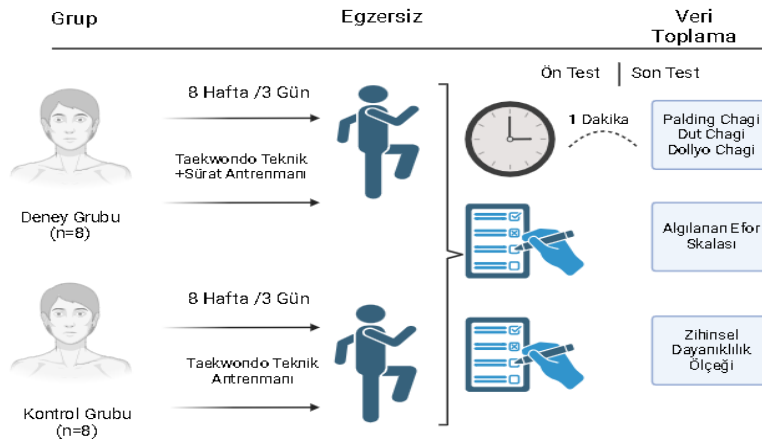 Grup
Egzersiz
Veri
Toplama
Ön Test | Son Test
8 Hafta /3 Gün
Taekwondo Teknik
+Sürat Antrenmanı
Deney Grubu
(n=8)
1 Dakika
Palding Chagi
Dut Chagi
Dollyo Chagi
Algılanan Efor
Skalası
8 Hafta /3 Gün
Taekwondo Teknik
Antrenmanı
Kontrol Grubu
(n=8)
Zihinsel
Dayanıklılık
Ölçeği